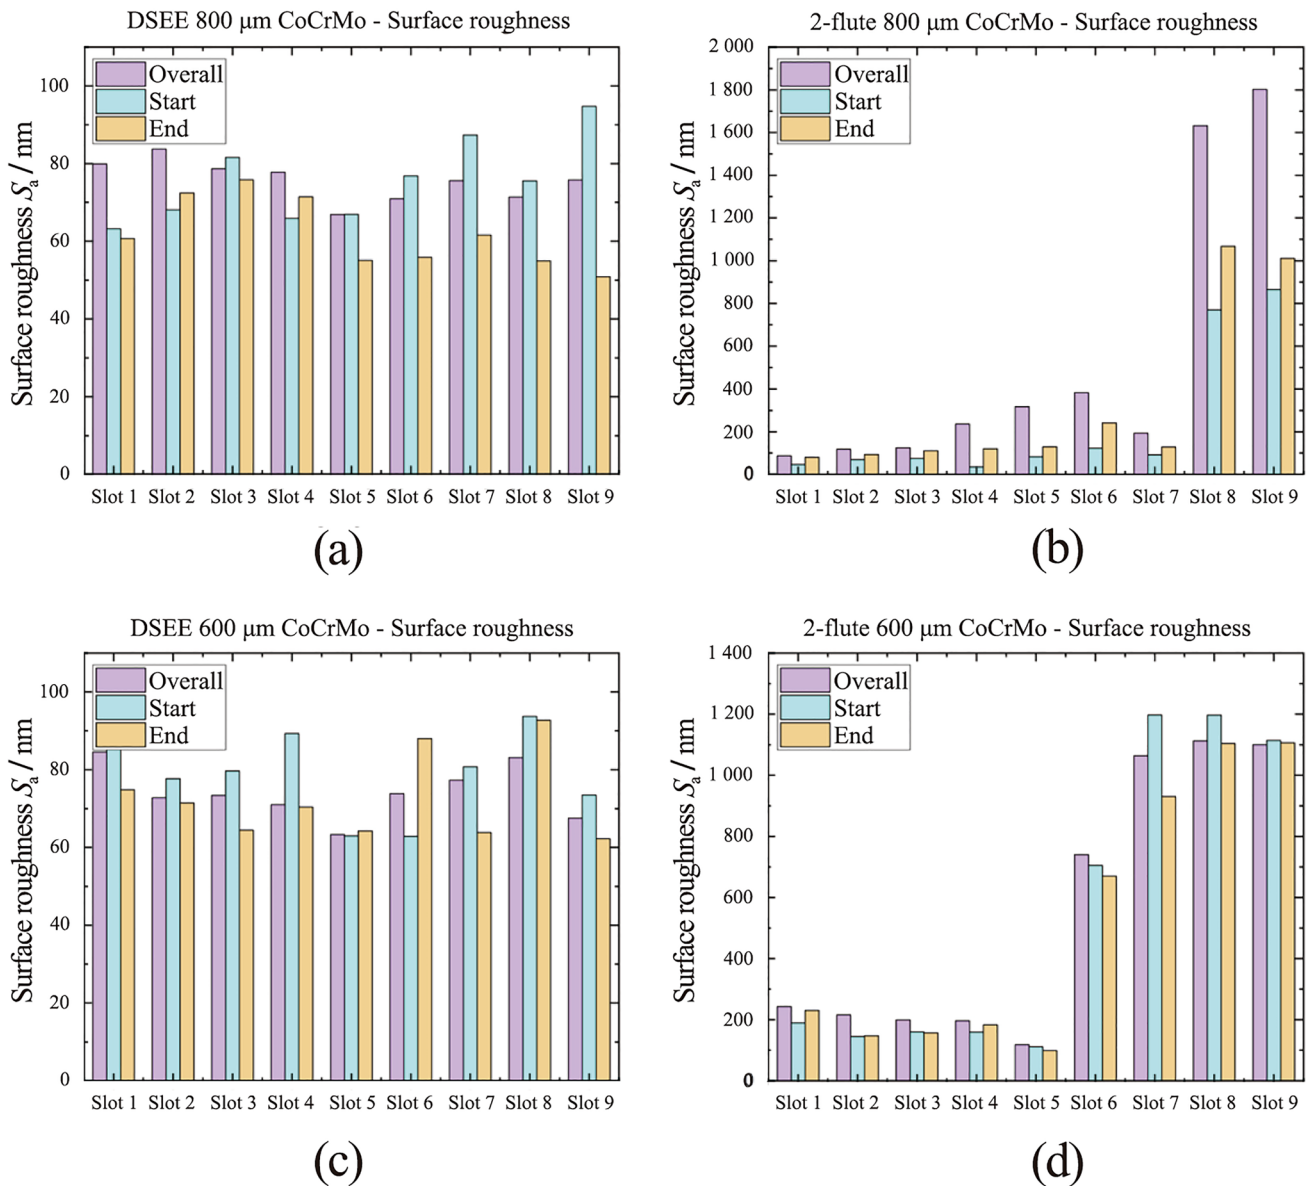 DSEE 800 μm CoCrMo - Surface roughness
Surface roughness Sa / nm
100
80
60
40
20
0
Overall
Start
End
Slot 1 Slot 2 Slot 3 Slot 4 Slot 5 Slot 6 Slot 7 Slot 8 Slot 9
(a)
2-flute 800 μm CoCrMo - Surface roughness
Surface roughness Sa / nm
2 000
1 800
1 600
1 400
1 200
1 000
800
600
400
200
0
Overall
Start
End
Slot 1 Slot 2 Slot 3 Slot 4 Slot 5 Slot 6 Slot 7 Slot 8 Slot 9
(b)
DSEE 600 μm CoCrMo - Surface roughness
Surface roughness Sa / nm
100
80
60
40
20
0
Overall
Start
End
Slot 1 Slot 2 Slot 3 Slot 4 Slot 5 Slot 6 Slot 7 Slot 8 Slot 9
(c)
2-flute 600 μm CoCrMo - Surface roughness
Surface roughness Sa / nm
1 400
1 200
1 000
800
600
400
200
0
Overall
Start
End
Slot 1 Slot 2 Slot 3 Slot 4 Slot 5 Slot 6 Slot 7 Slot 8 Slot 9
(d)